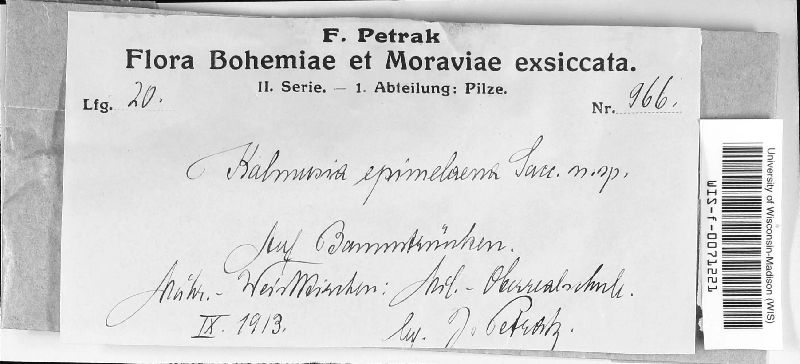 F. Petrak
Flora Bohemiae et Moraviae exsiccata.
II. Serie. — 1. Abteilung: Pilze.
Lfg. 20.
Nr. 966.
Kalmusia epimelaena Sacc. n. sp.
Auf Baumstrünken.
Mähr.-Weisskirchen: Mil.-Oberrealschule.
IX. 1913.
leg. J. Petrak.
University of Wisconsin-Madison (WIS)
WIS-f-0071221